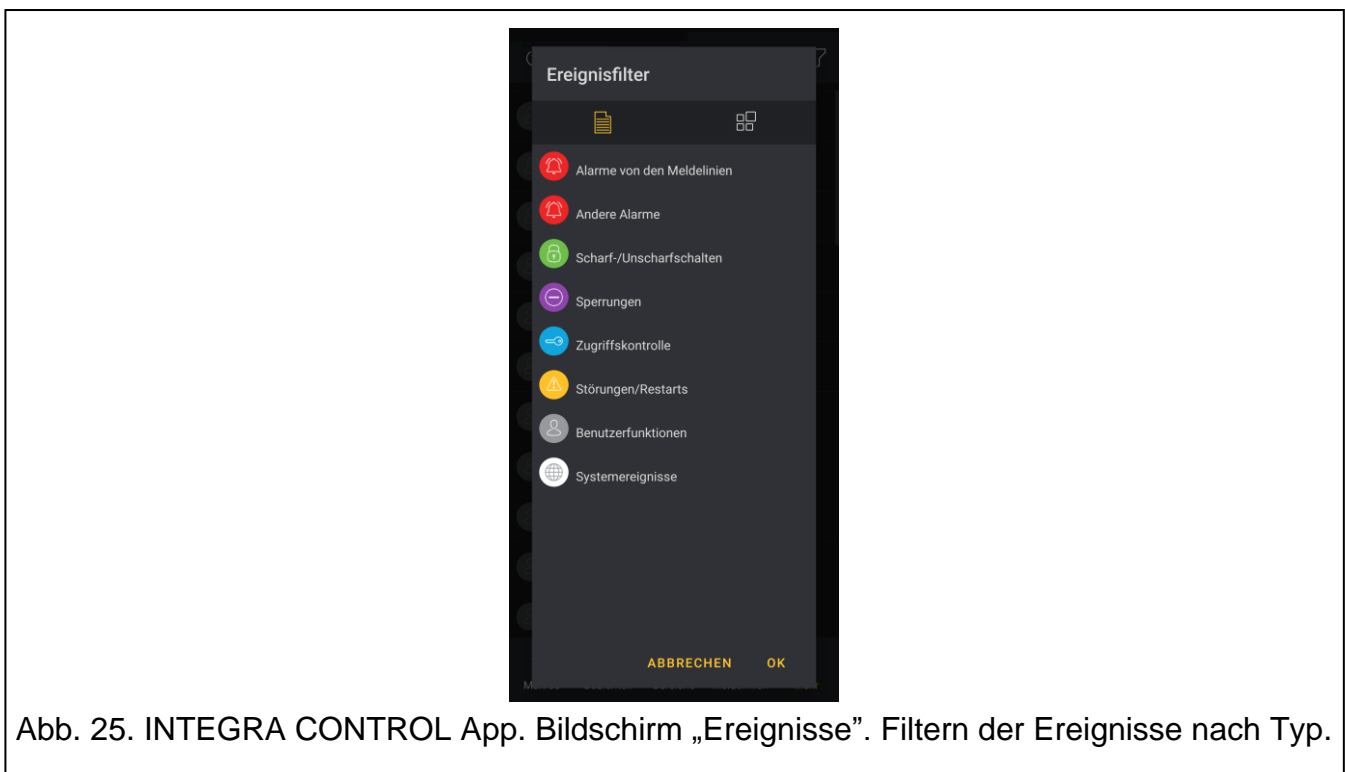 Ereignisfilter
Alarme von den Meldelinien
Andere Alarme
Scharf-/Unscharfschalten
Sperrungen
Zugriffskontrolle
Störungen/Restarts
Benutzerfunktionen
Systemereignisse
ABBRECHEN OK
Abb. 25. INTEGRA CONTROL App. Bildschirm „Ereignisse”. Filtern der Ereignisse nach Typ.